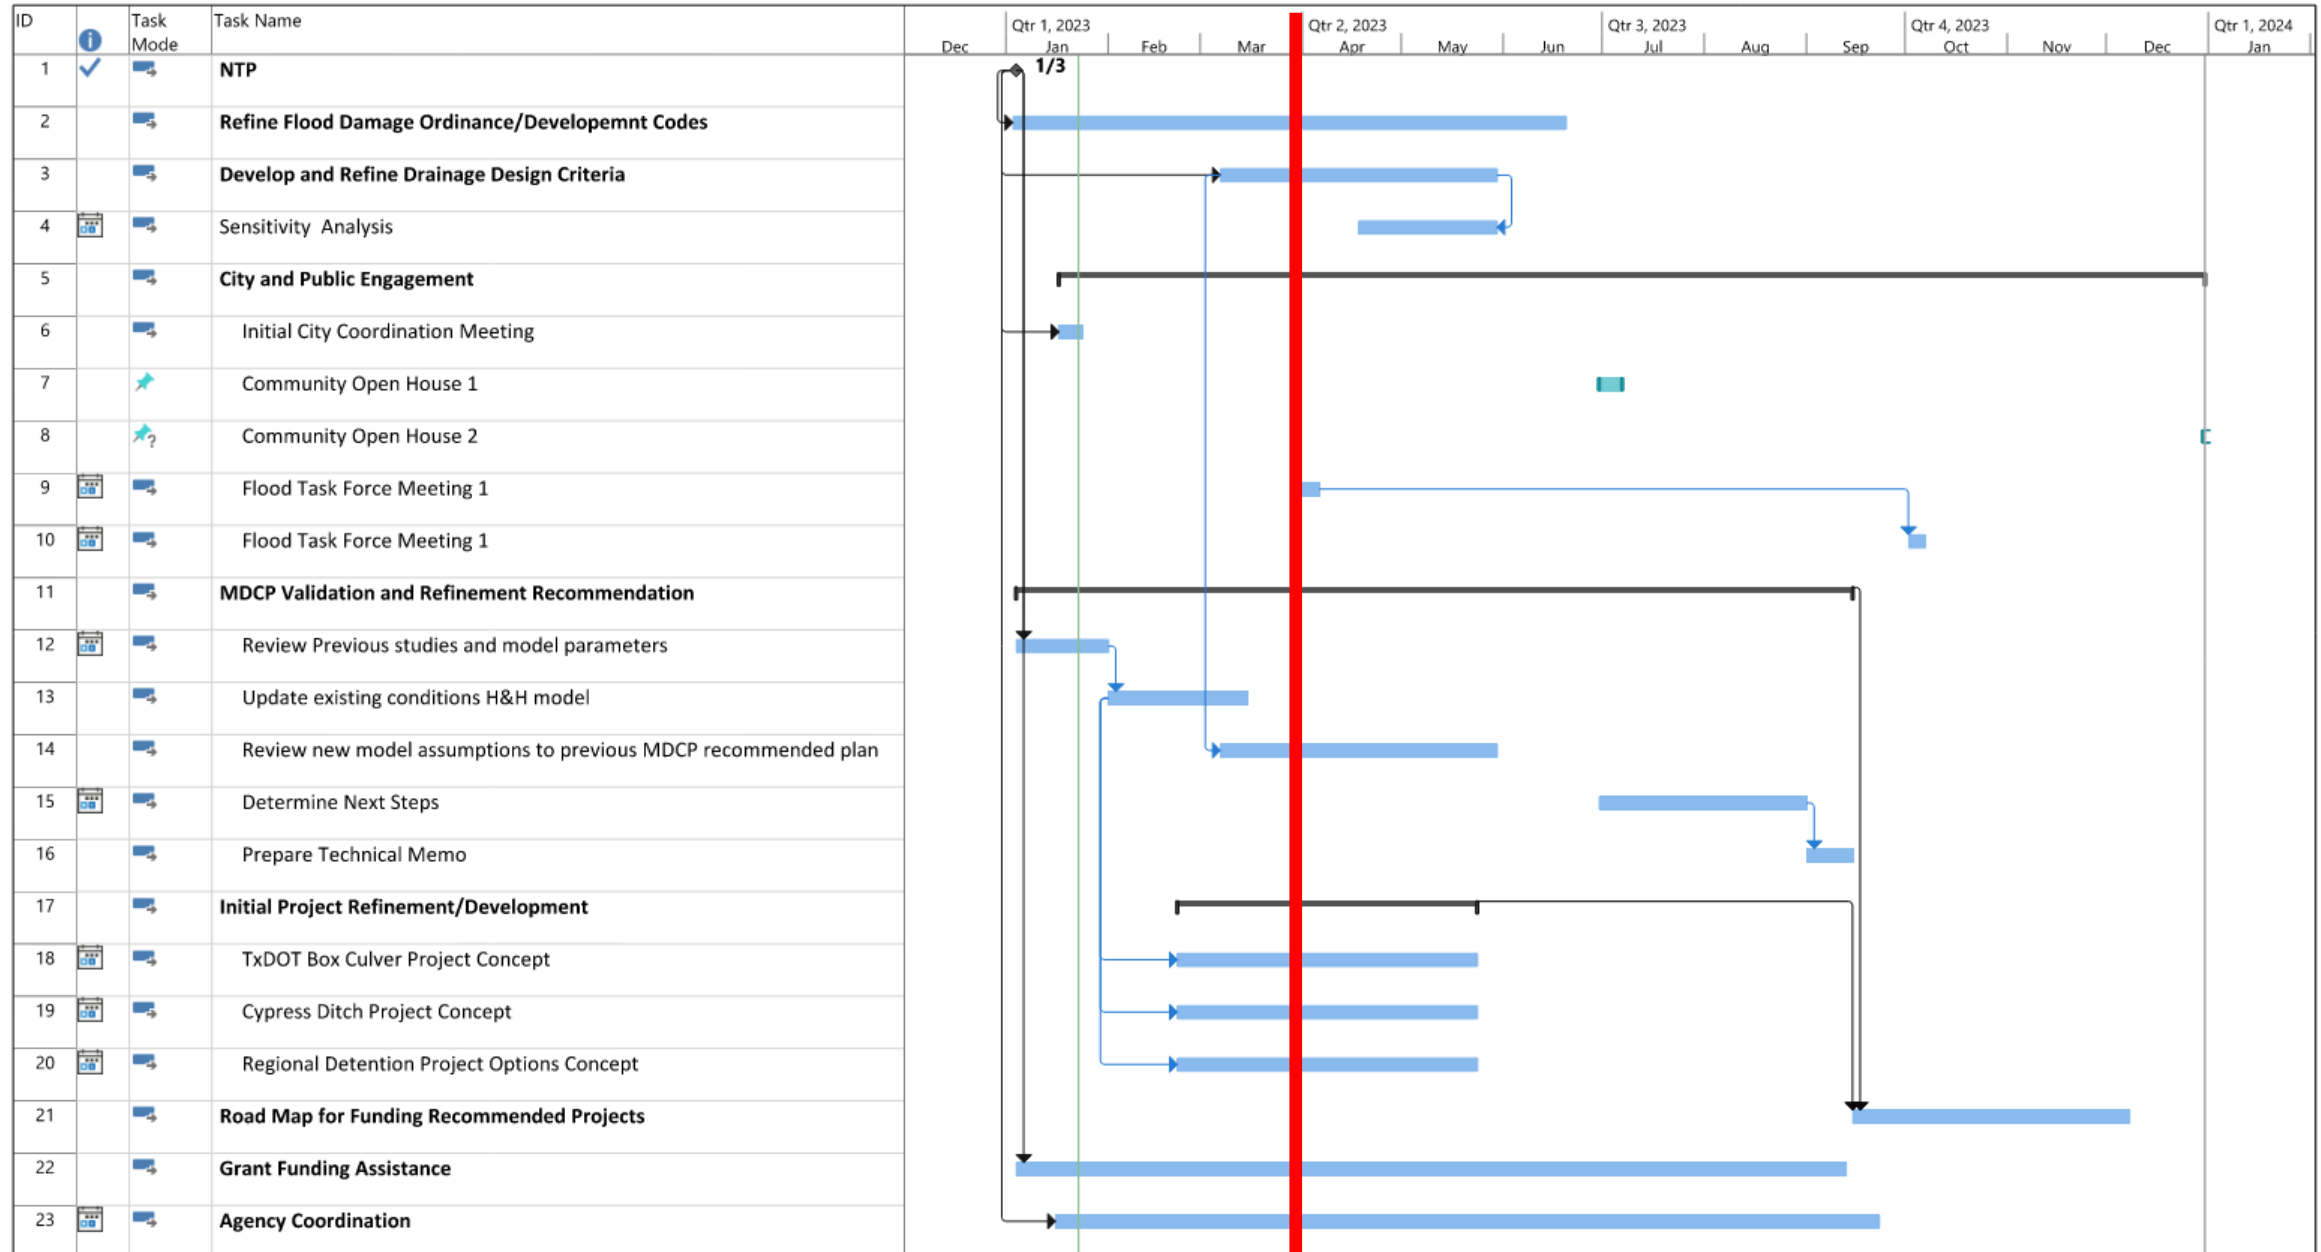 ID Task Mode Task Name
Qtr 1, 2023 Qtr 2, 2023 Qtr 3, 2023 Qtr 4, 2023 Qtr 1, 2024
Dec Jan Feb Mar Apr May Jun Jul Aug Sep Oct Nov Dec Jan
1 NTP 1/3
2 Refine Flood Damage Ordinance/Developemnt Codes
3 Develop and Refine Drainage Design Criteria
4 Sensitivity Analysis
5 City and Public Engagement
6 Initial City Coordination Meeting
7 Community Open House 1
8 ? Community Open House 2
9 Flood Task Force Meeting 1
10 Flood Task Force Meeting 1
11 MDCP Validation and Refinement Recommendation
12 Review Previous studies and model parameters
13 Update existing conditions H&H model
14 Review new model assumptions to previous MDCP recommended plan
15 Determine Next Steps
16 Prepare Technical Memo
17 Initial Project Refinement/Development
18 TxDOT Box Culver Project Concept
19 Cypress Ditch Project Concept
20 Regional Detention Project Options Concept
21 Road Map for Funding Recommended Projects
22 Grant Funding Assistance
23 Agency Coordination